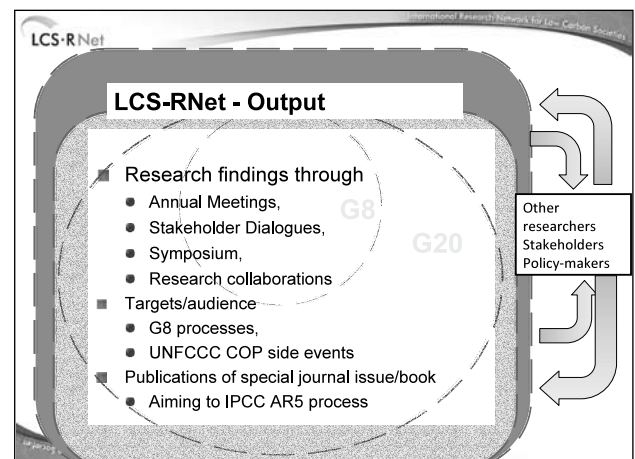 International Research Network for Low Carbon Societies
LCS-RNet
LCS-RNet - Output
Research findings through
Annual Meetings,
Stakeholder Dialogues,
Symposium,
Research collaborations
Targets/audience
G8 processes,
UNFCCC COP side events
Publications of special journal issue/book
Aiming to IPCC AR5 process
G8
G20
Other
researchers
Stakeholders
Policy-makers